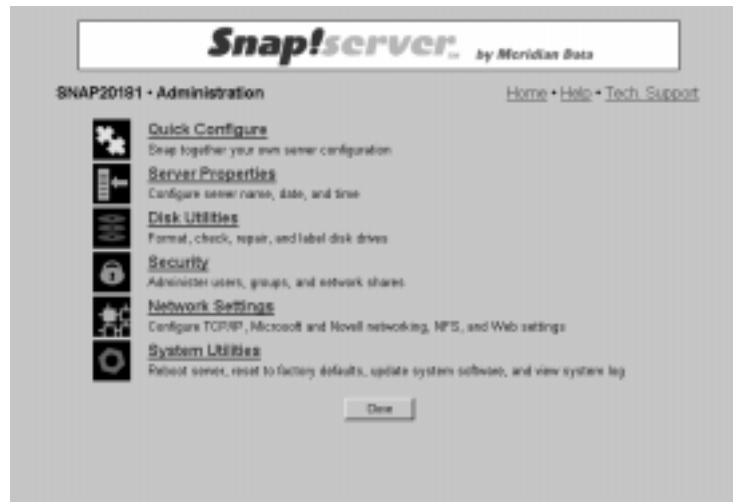 Snap!server™ by Meridian Data
SNAP20191 • Administration
Home • Help • Tech. Support
Quick Configure
Snap together your own server configuration
Server Properties
Configure server name, date, and time
Disk Utilities
Format, check, repair, and label disk drives
Security
Administer users, groups, and network shares
Network Settings
Configure TCP/IP, Microsoft and Novell networking, NFS, and Web settings
System Utilities
Reboot server, reset to factory defaults, update system software, and view system log
Close